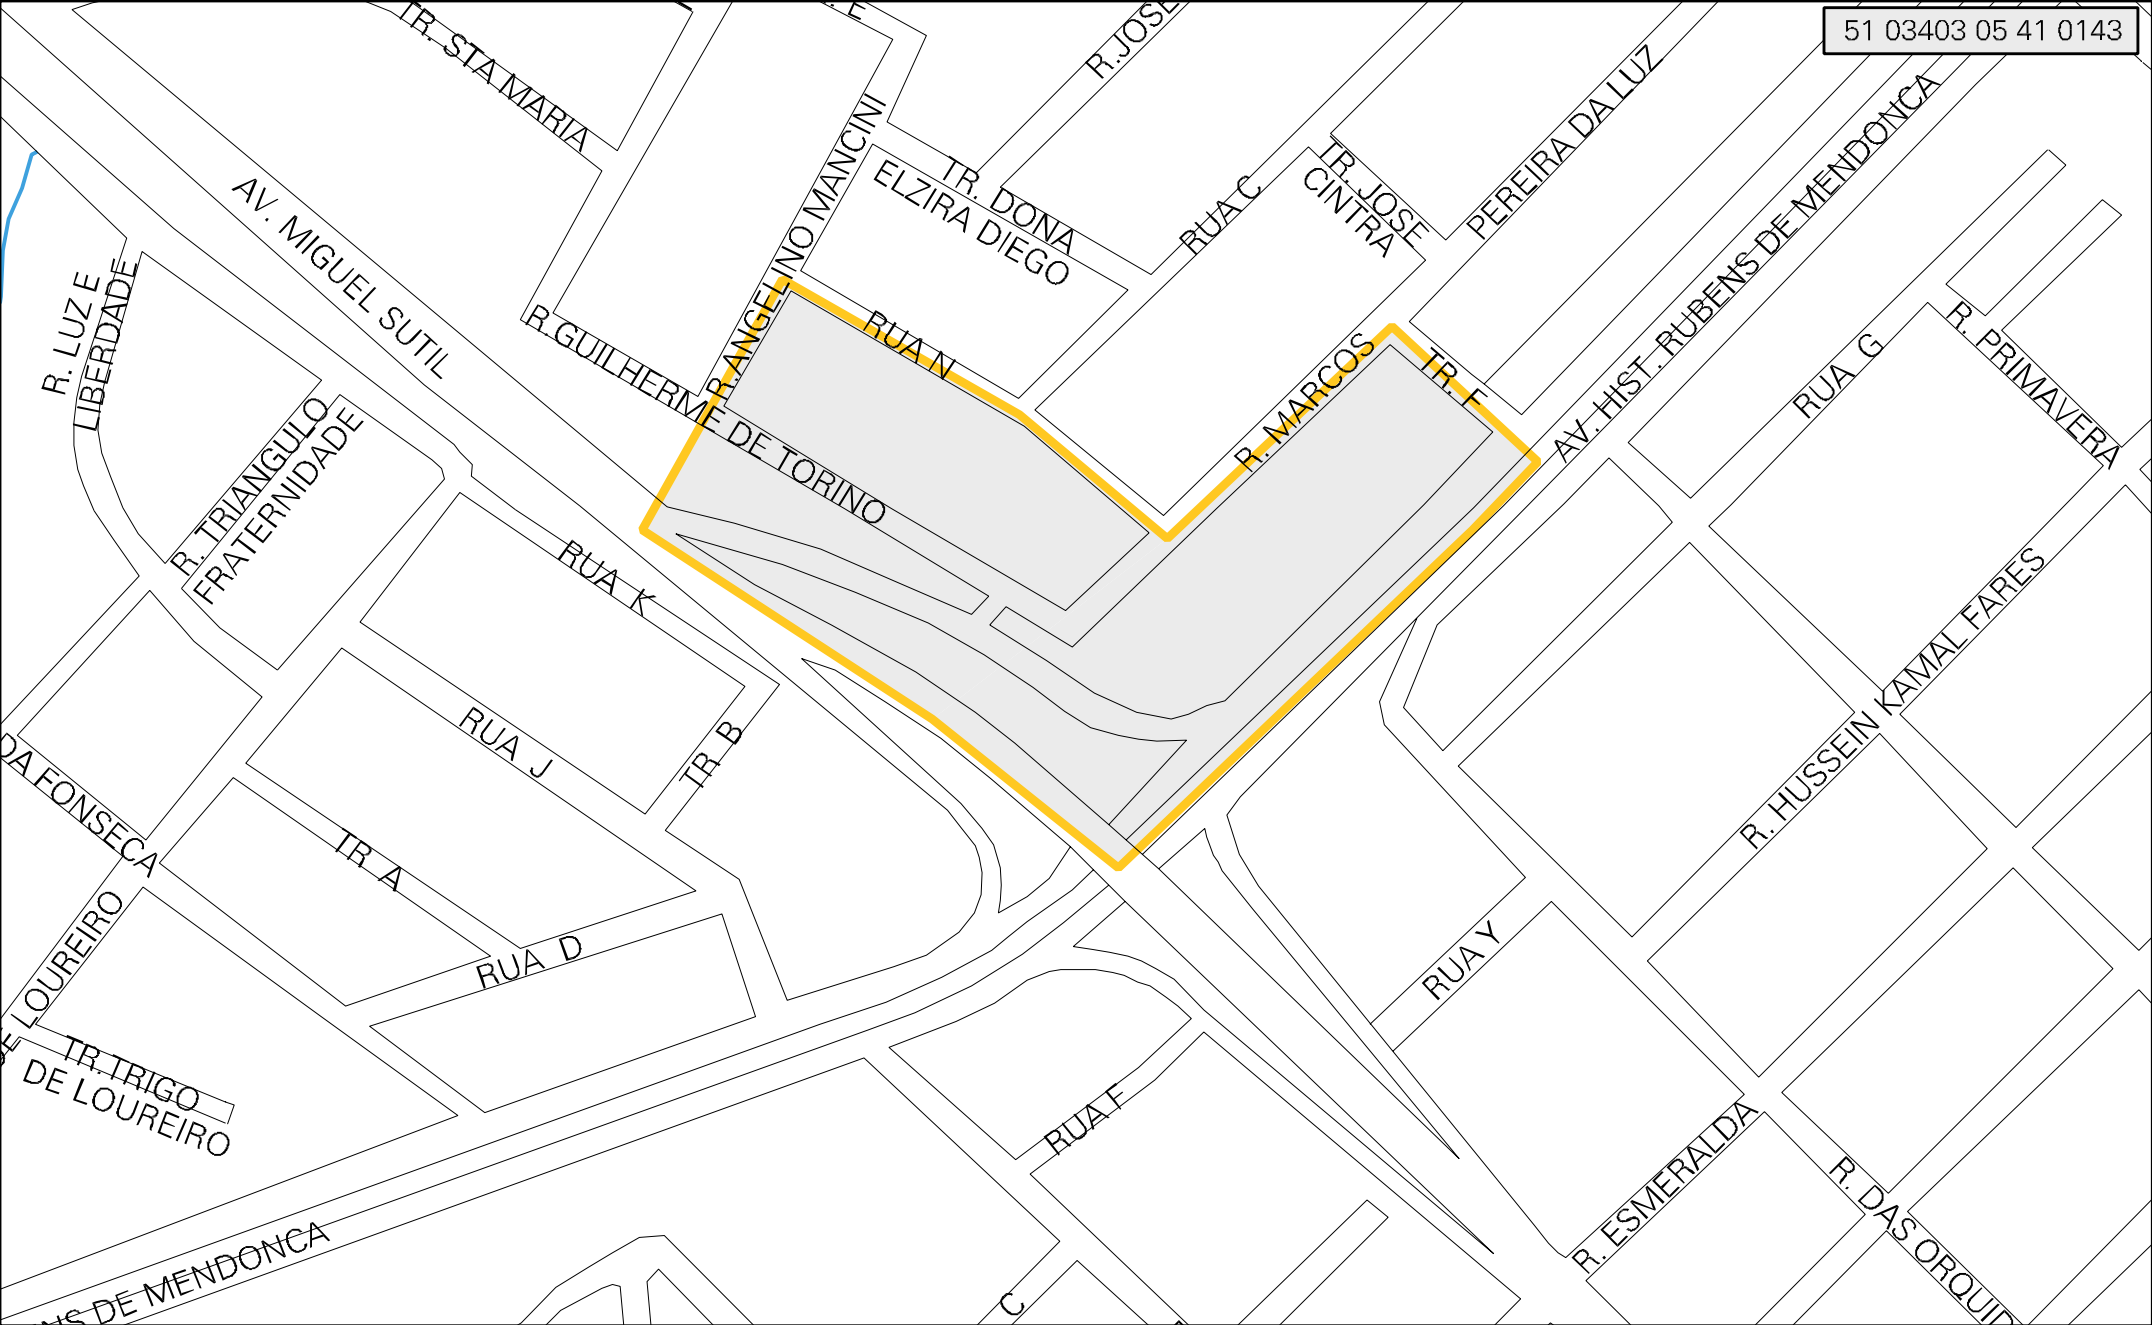 51 03403 05 41 0143
TR. STA MARIA
R. JOSE
TR. DONA
ELZIRA DIEGO
RUA C
TR. JOSE
CINTRA
PEREIRA DA LUZ
AV. HIST. RUBENS DE MENDONCA
AV. MIGUEL SUTIL
R. ANGELINO MANCINI
R. LUZ E
LIBERDADE
R. GUILHERME DE TORINO
RUA N
R. MARCOS
TR. F
RUA G
R. PRIMAVERA
R. TRIANGULO
FRATERNIDADE
RUA K
RUA J
TR B
TR. A
RUA D
DA FONSECA
DE LOUREIRO
TR. TRIGO
DE LOUREIRO
R. HUSSEIN KAMAL FARES
RUA Y
RUA F
R. ESMERALDA
R. DAS ORQUID
NS DE MENDONCA
C